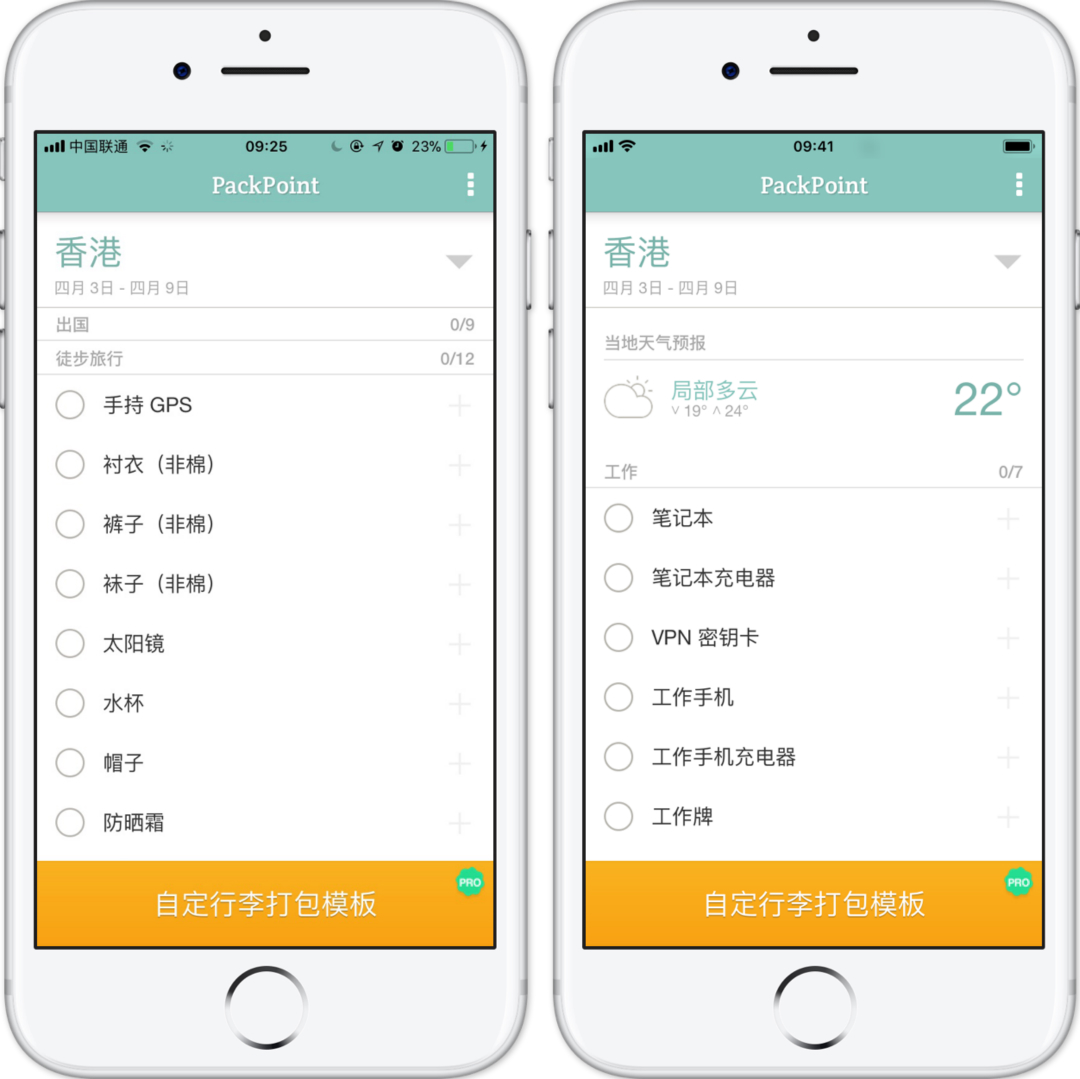 中国联通 09:25 23%
PackPoint
香港
四月 3日 - 四月 9日
出国 0/9
徒步旅行 0/12
手持 GPS
衬衣（非棉）
裤子（非棉）
袜子（非棉）
太阳镜
水杯
帽子
防晒霜
PRO
自定行李打包模板
09:41
PackPoint
香港
四月 3日 - 四月 9日
当地天气预报
局部多云 22°
˅ 19° ˄ 24°
工作 0/7
笔记本
笔记本充电器
VPN 密钥卡
工作手机
工作手机充电器
工作牌
PRO
自定行李打包模板